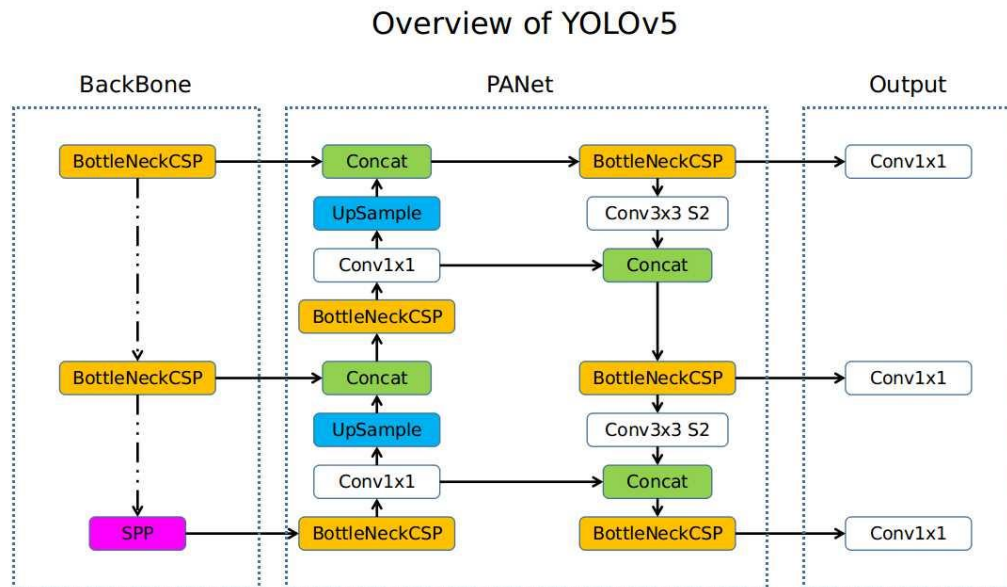 Overview of YOLOv5
BackBone
PANet
Output
BottleNeckCSP
Concat
BottleNeckCSP
Conv1x1
UpSample
Conv3x3 S2
Conv1x1
Concat
BottleNeckCSP
BottleNeckCSP
Concat
BottleNeckCSP
Conv1x1
UpSample
Conv3x3 S2
Conv1x1
Concat
SPP
BottleNeckCSP
BottleNeckCSP
Conv1x1